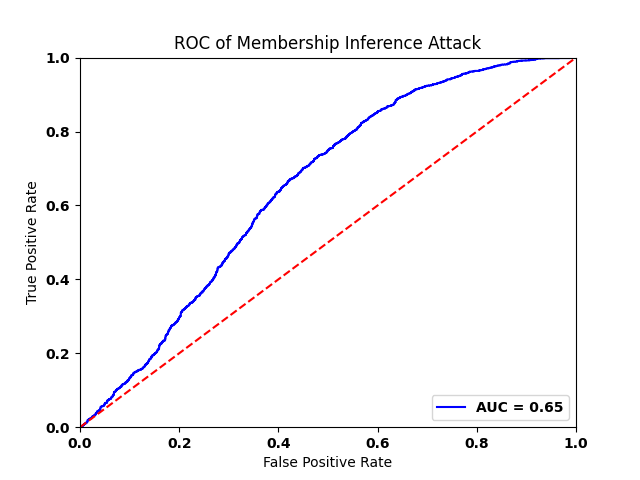 ROC of Membership Inference Attack
1.0
0.8
0.6
0.4
0.2
0.0
True Positive Rate
AUC = 0.65
0.0 0.2 0.4 0.6 0.8 1.0
False Positive Rate